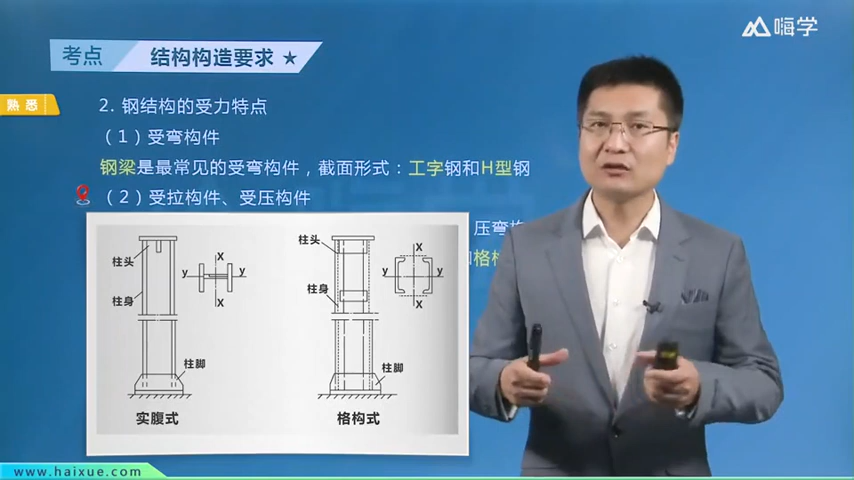 考点 结构构造要求 ★
嗨学
熟悉
2. 钢结构的受力特点
（1）受弯构件
钢梁是最常见的受弯构件，截面形式：工字钢和H型钢
（2）受拉构件、受压构件
压弯构
和格构
柱头
柱身
柱脚
X
y y
X
实腹式
柱头
柱身
柱脚
X
y y
X
格构式
www.haixue.com